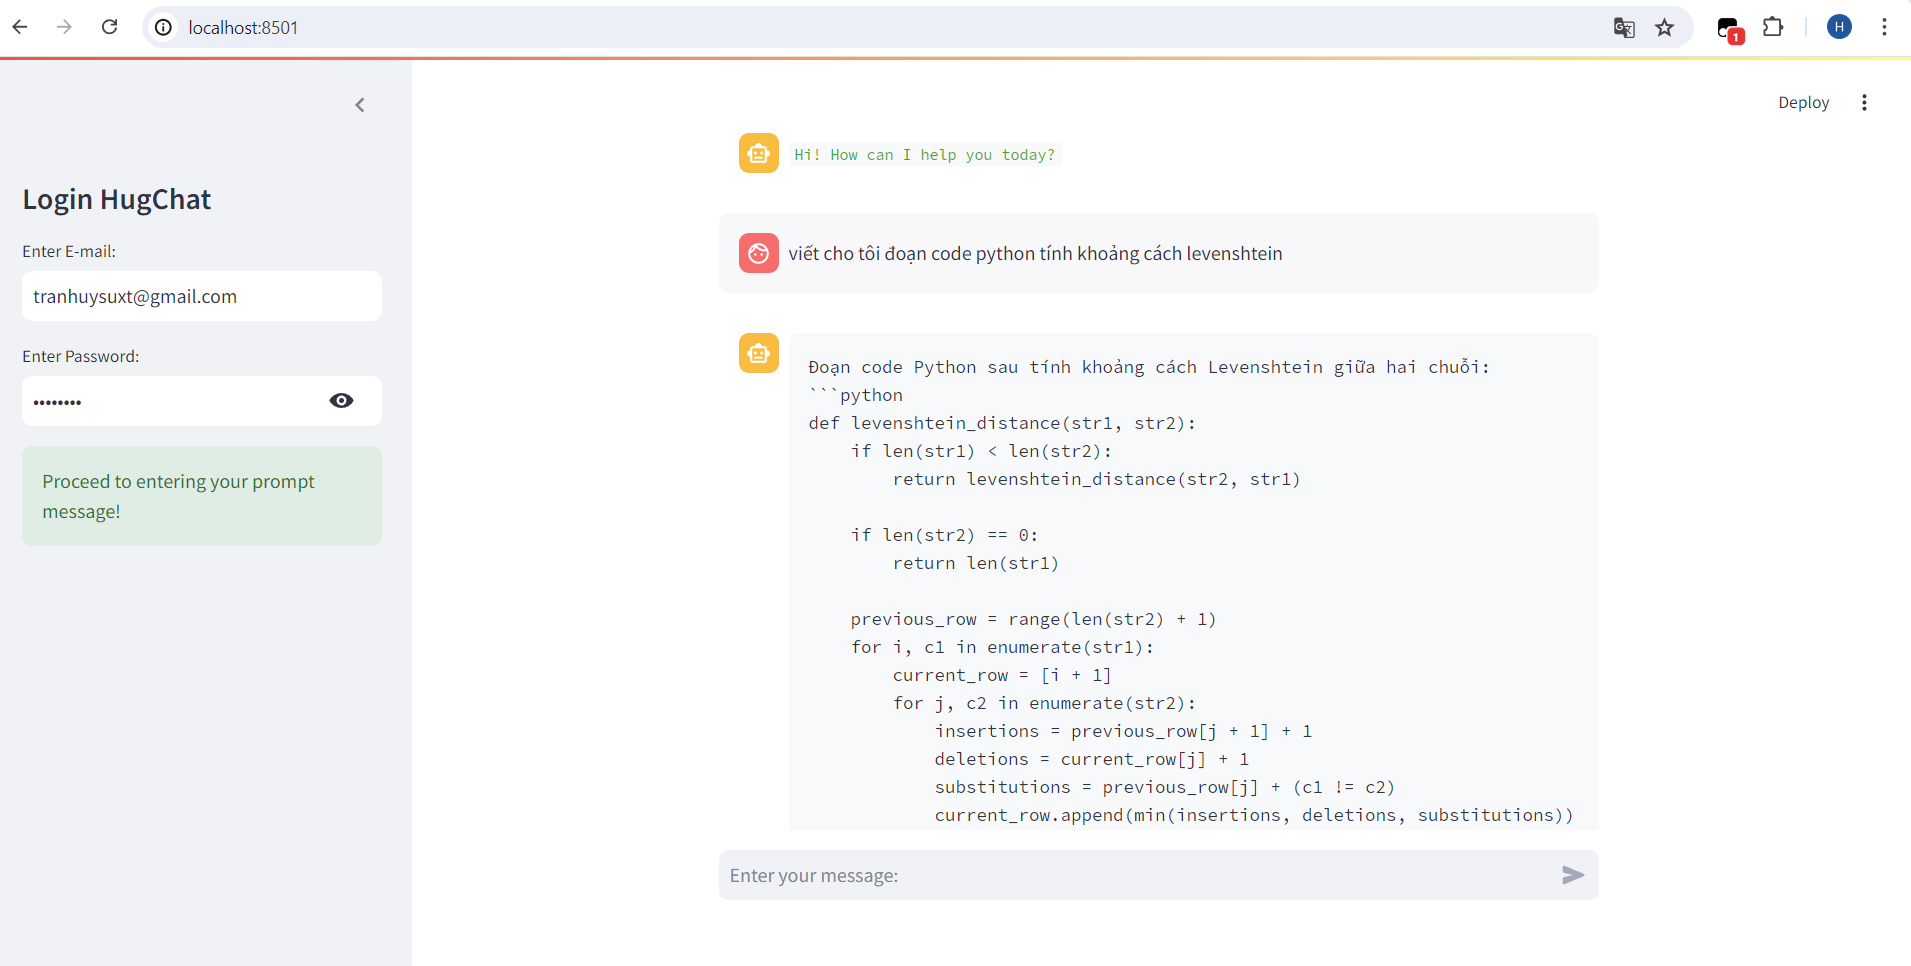 localhost:8501
1
H
Deploy
Login HugChat
Enter E-mail:
tranhuysuxt@gmail.com
Enter Password:
••••••••
Proceed to entering your prompt
message!
Hi! How can I help you today?
viết cho tôi đoạn code python tính khoảng cách levenshtein
Đoạn code Python sau tính khoảng cách Levenshtein giữa hai chuỗi:
```python
def levenshtein_distance(str1, str2):
    if len(str1) < len(str2):
        return levenshtein_distance(str2, str1)
    if len(str2) == 0:
        return len(str1)
    previous_row = range(len(str2) + 1)
    for i, c1 in enumerate(str1):
        current_row = [i + 1]
        for j, c2 in enumerate(str2):
            insertions = previous_row[j + 1] + 1
            deletions = current_row[j] + 1
            substitutions = previous_row[j] + (c1 != c2)
            current_row.append(min(insertions, deletions, substitutions))
Enter your message: